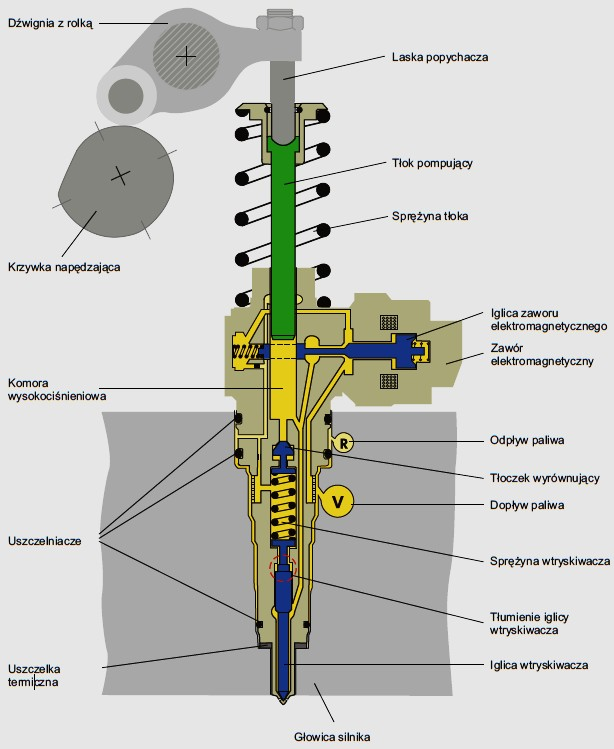 Dźwignia z rolką
Laska popychacza
Tłok pompujący
Sprężyna tłoka
Krzywka napędzająca
Iglica zaworu
elektromagnetycznego
Zawór
elektromagnetyczny
Komora
wysokociśnieniowa
Odpływ paliwa
R
Tłoczek wyrównujący
V
Dopływ paliwa
Uszczelniacze
Sprężyna wtryskiwacza
Tłumienie iglicy
wtryskiwacza
Uszczelka
termiczna
Iglica wtryskiwacza
Głowica silnika